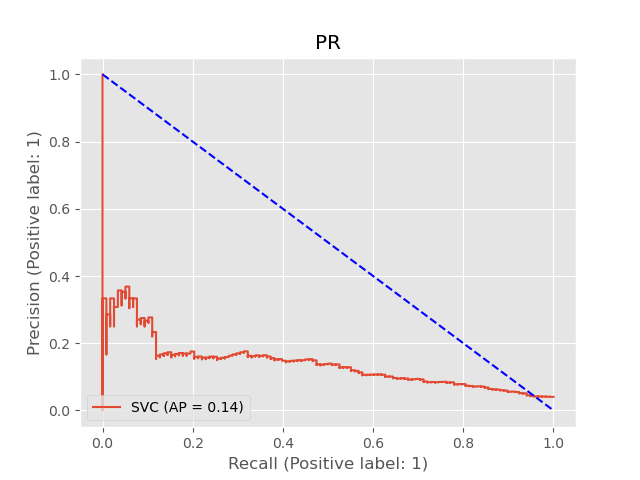 PR
Precision (Positive label: 1)
1.0
0.8
0.6
0.4
0.2
0.0
SVC (AP = 0.14)
0.0 0.2 0.4 0.6 0.8 1.0
Recall (Positive label: 1)